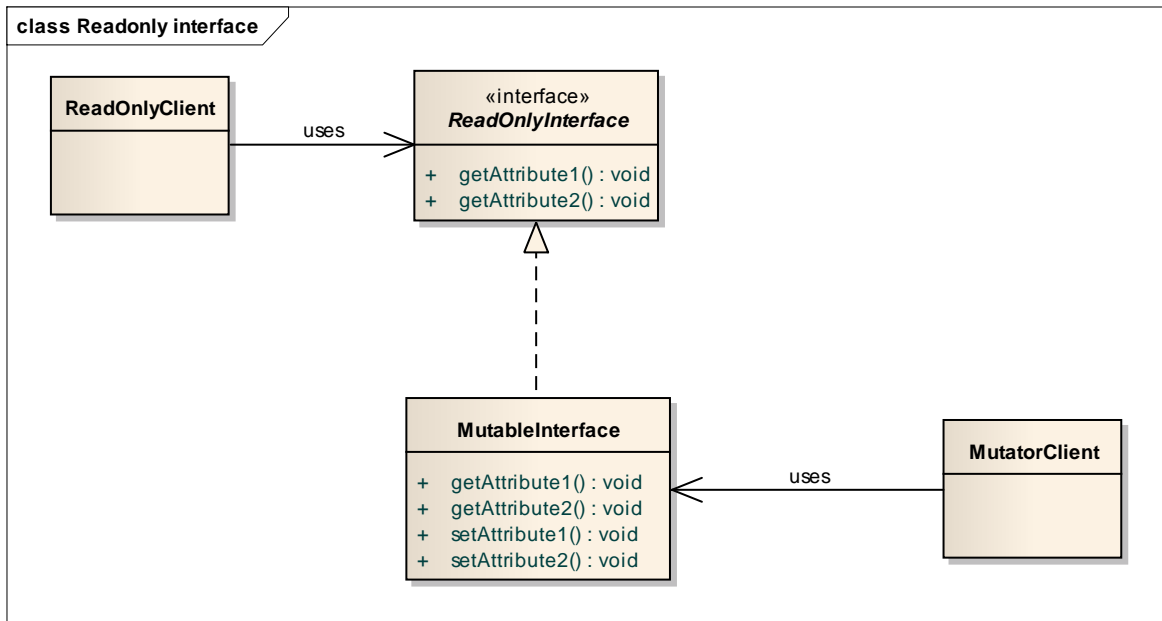 class Readonly interface
ReadOnlyClient
uses
«interface»
ReadOnlyInterface
+ getAttribute1() : void
+ getAttribute2() : void
MutableInterface
+ getAttribute1() : void
+ getAttribute2() : void
+ setAttribute1() : void
+ setAttribute2() : void
uses
MutatorClient